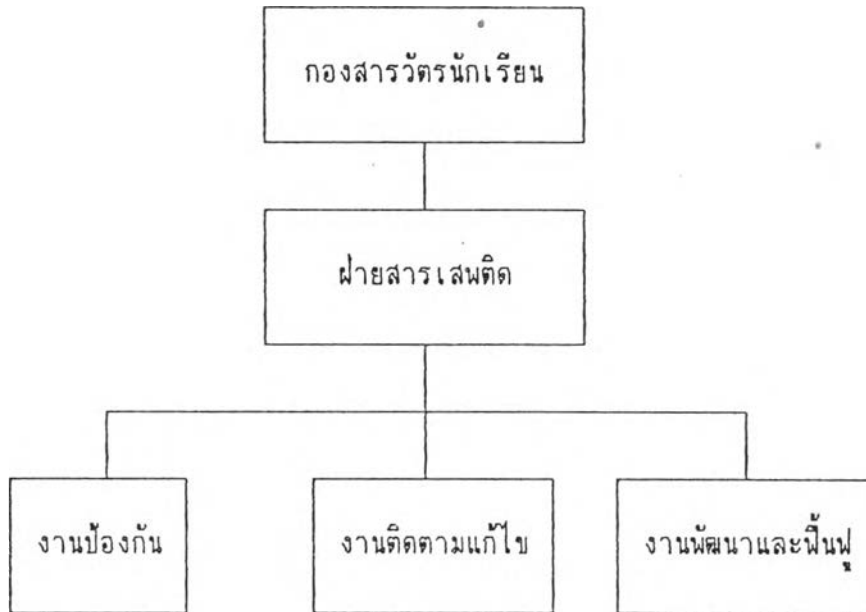 กองสารวัตรนักเรียน
ฝ่ายสารเสพติด
งานป้องกัน
งานติดตามแก้ไข
งานพัฒนาและฟื้นฟู